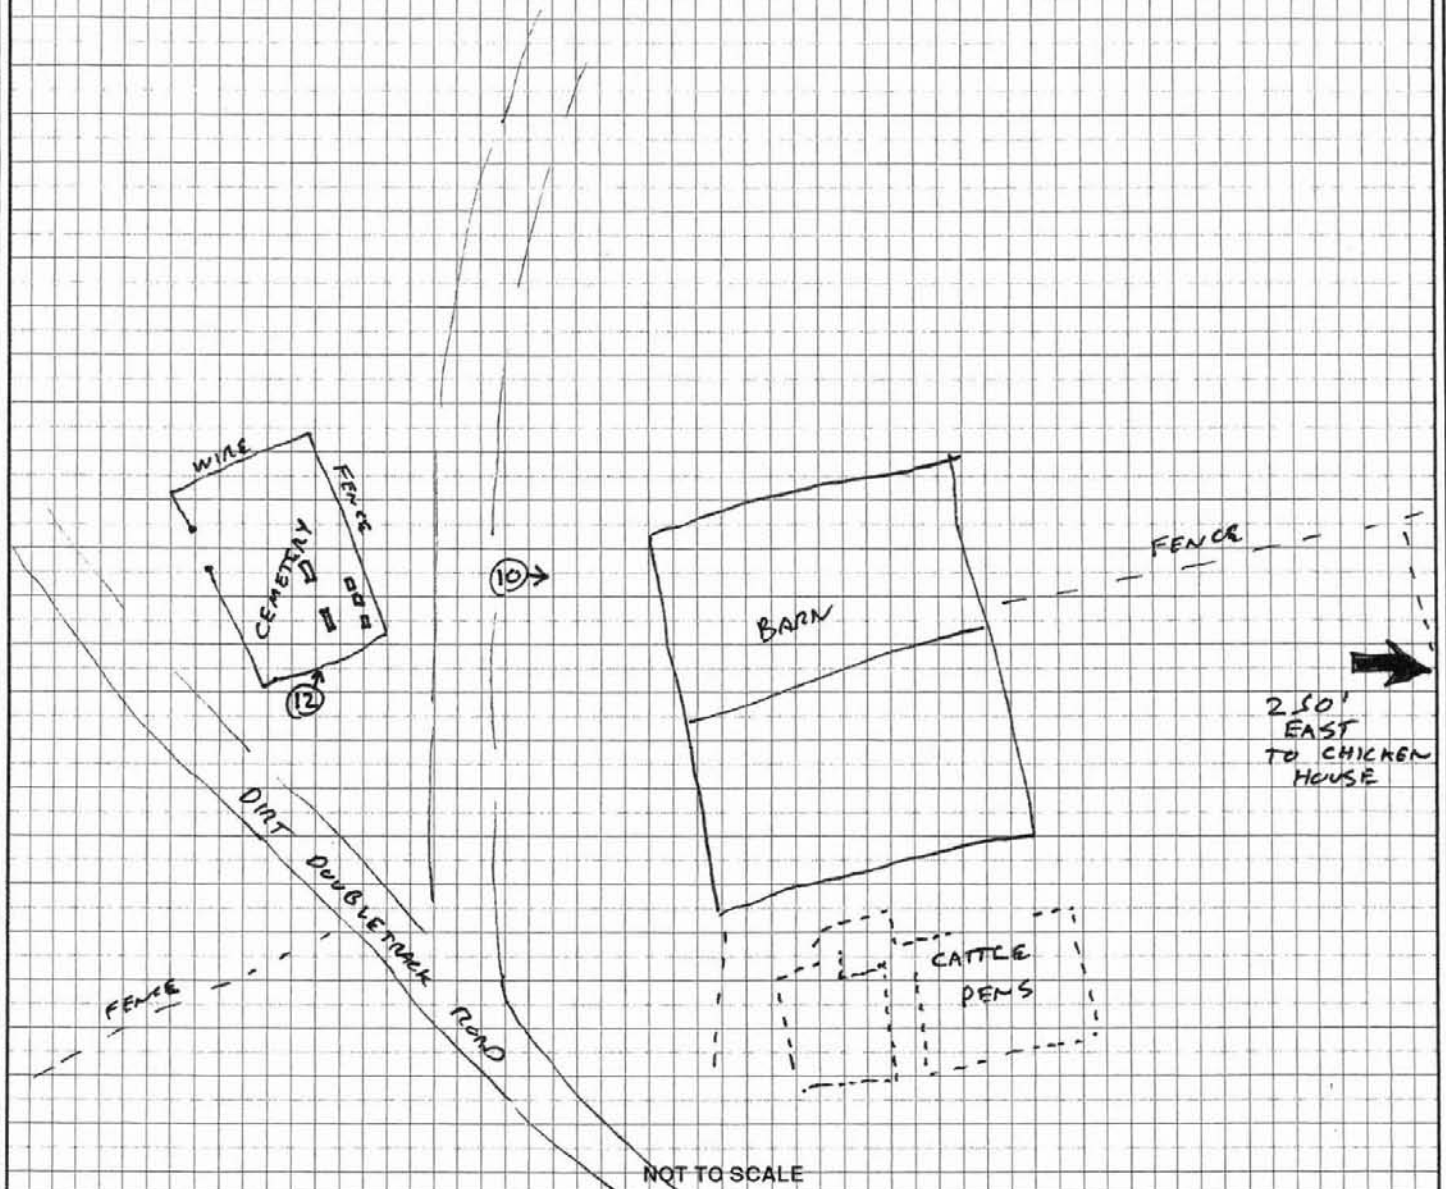 WIRE
FENCE
CEMETERY
12
10
BARN
FENCE
250'
EAST
TO CHICKEN
HOUSE
DIRT DOUBLETRACK ROAD
FENCE
CATTLE
PENS
NOT TO SCALE